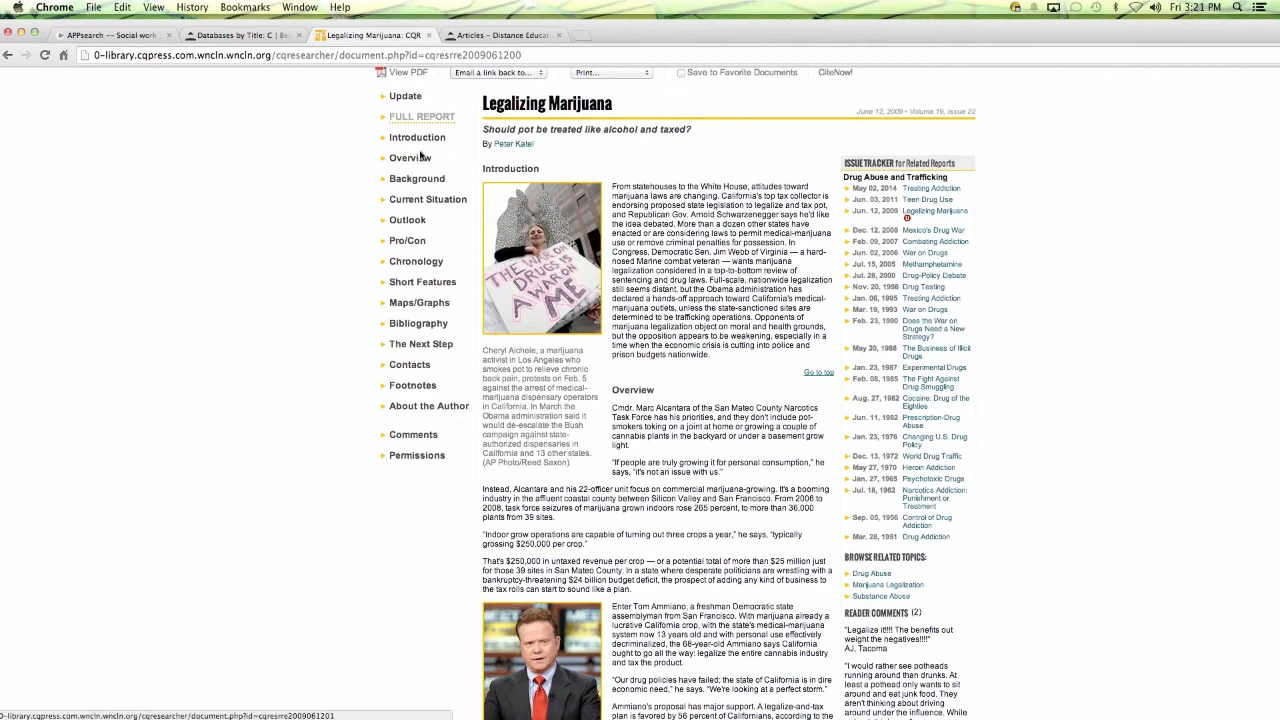 Chrome File Edit View History Bookmarks Window Help Fri 3:21 PM
APPsearch -- Social work
Databases by Title: C | Bel
Legalizing Marijuana: CQR
Articles - Distance Educati
0-library.cqpress.com.wncln.wncln.org/cqresearcher/document.php?id=cqresrre2009061200
View PDF Email a link back to... Print... Save to Favorite Documents CiteNow!
Update
FULL REPORT
Introduction
Overview
Background
Current Situation
Outlook
Pro/Con
Chronology
Short Features
Maps/Graphs
Bibliography
The Next Step
Contacts
Footnotes
About the Author
Comments
Permissions
Legalizing Marijuana
June 12, 2009 • Volume 19, Issue 22
Should pot be treated like alcohol and taxed?
By Peter Katel
Introduction
THE WAR ON
DRUGS IS A
WAR ON
ME
Cheryl Aichele, a marijuana
activist in Los Angeles who
smokes pot to relieve chronic
back pain, protests on Feb. 5
against the arrest of medical-
marijuana dispensary operators
in California. In March the
Obama administration said it
would de-escalate the Bush
campaign against state-
authorized dispensaries in
California and 13 other states.
(AP Photo/Reed Saxon)
From statehouses to the White House, attitudes toward
marijuana laws are changing. California's top tax collector is
endorsing proposed state legislation to legalize and tax pot,
and Republican Gov. Arnold Schwarzenegger says he'd like
the idea debated. More than a dozen other states have
enacted or are considering laws to permit medical-marijuana
use or remove criminal penalties for possession. In
Congress, Democratic Sen. Jim Webb of Virginia — a hard-
nosed Marine combat veteran — wants marijuana
legalization considered in a top-to-bottom review of
sentencing and drug laws. Full-scale, nationwide legalization
still seems distant, but the Obama administration has
declared a hands-off approach toward California's medical-
marijuana outlets, unless the state-sanctioned sites are
determined to be trafficking operations. Opponents of
marijuana legalization object on moral and health grounds,
but the opposition appears to be weakening, especially in a
time when the economic crisis is cutting into police and
prison budgets nationwide.
Go to top
Overview
Cmdr. Marc Alcantara of the San Mateo County Narcotics
Task Force has his priorities, and they don't include pot-
smokers toking on a joint at home or growing a couple of
cannabis plants in the backyard or under a basement grow
light.
"If people are truly growing it for personal consumption," he
says, "it's not an issue with us."
Instead, Alcantara and his 22-officer unit focus on commercial marijuana-growing. It's a booming
industry in the affluent coastal county between Silicon Valley and San Francisco. From 2006 to
2008, task force seizures of marijuana grown indoors rose 265 percent, to more than 36,000
plants from 39 sites.
"Indoor grow operations are capable of turning out three crops a year," he says, "typically
grossing $250,000 per crop."
That's $250,000 in untaxed revenue per crop — or a potential total of more than $25 million just
for those 39 sites in San Mateo County. In a state where desperate politicians are wrestling with a
bankruptcy-threatening $24 billion budget deficit, the prospect of adding any kind of business to
the tax rolls can start to sound like a plan.
Enter Tom Ammiano, a freshman Democratic state
assemblyman from San Francisco. With marijuana already a
lucrative California crop, with the state's medical-marijuana
system now 13 years old and with personal use effectively
decriminalized, the 68-year-old Ammiano says California
ought to go all the way: legalize the entire cannabis industry
and tax the product.
"Our drug policies have failed; the state of California is in dire
economic need," he says. "We're looking at a perfect storm."
Ammiano's proposal has major support. A legalize-and-tax
plan is favored by 56 percent of Californians, according to the
ISSUE TRACKER for Related Reports
Drug Abuse and Trafficking
May 02, 2014 Treating Addiction
Jun. 03, 2011 Teen Drug Use
Jun. 12, 2009 Legalizing Marijuana
Dec. 12, 2008 Mexico's Drug War
Feb. 09, 2007 Combating Addiction
Jun. 02, 2006 War on Drugs
Jul. 15, 2005 Methamphetamine
Jul. 28, 2000 Drug-Policy Debate
Nov. 20, 1998 Drug Testing
Jan. 06, 1995 Treating Addiction
Mar. 19, 1993 War on Drugs
Feb. 23, 1990 Does the War on
Drugs Need a New
Strategy?
May 20, 1988 The Business of Illicit
Drugs
Jan. 23, 1987 Experimental Drugs
Feb. 08, 1985 The Fight Against
Drug Smuggling
Aug. 27, 1982 Cocaine: Drug of the
Eighties
Jun. 11, 1982 Prescription-Drug
Abuse
Jan. 23, 1976 Changing U.S. Drug
Policy
Dec. 13, 1972 World Drug Traffic
May 27, 1970 Heroin Addiction
Jan. 27, 1965 Psychotoxic Drugs
Jul. 18, 1962 Narcotics Addiction:
Punishment or
Treatment
Sep. 05, 1956 Control of Drug
Addiction
Mar. 28, 1951 Drug Addiction
BROWSE RELATED TOPICS:
Drug Abuse
Marijuana Legalization
Substance Abuse
READER COMMENTS (2)
"Legalize it!!!! The benefits out
weight the negatives!!!!"
AJ, Tacoma
"I would rather see potheads
running around than drunks. At
least a pothead only wants to sit
around and eat junk food. They
aren't thinking about driving
around under the influence. While
0-library.cqpress.com.wncln.wncln.org/cqresearcher/document.php?id=cqresrre2009061201